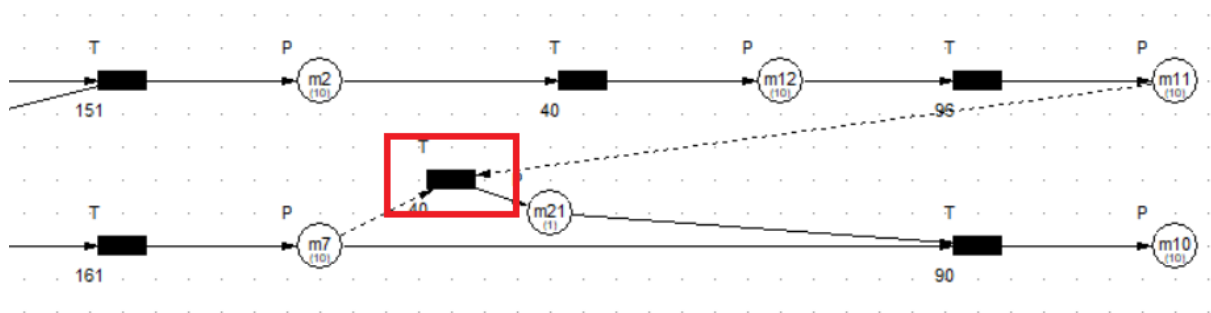 T P T P T P
m2 m12 m11
(10) (10) (10)
151 40 96
T
40
m21
(1)
T P T P
m7 m10
(10) (10)
161 90